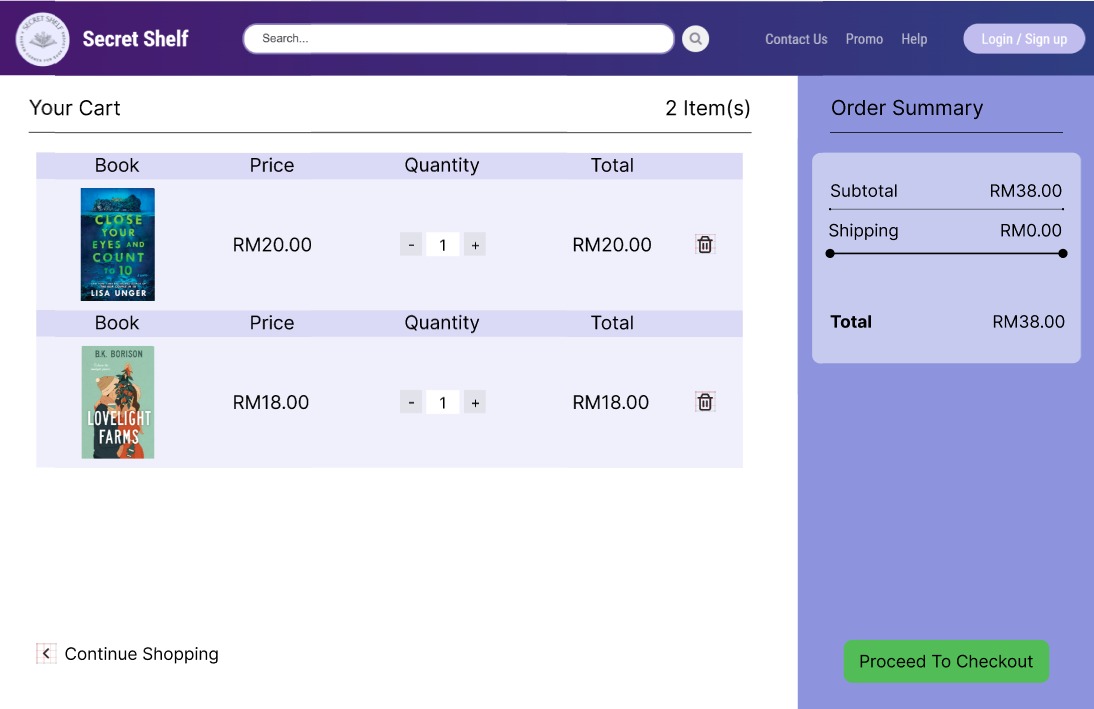 SECRET SHELF
Secret Shelf
Search...
Contact Us
Promo
Help
Login / Sign up
Your Cart
2 Item(s)
Order Summary
Book Price Quantity Total
CLOSE
YOUR
EYES AND
COUNT
TO 10
LISA UNGER
RM20.00 - 1 + RM20.00
Book Price Quantity Total
B.K. BORISON
LOVELIGHT
FARMS
RM18.00 - 1 + RM18.00
Subtotal RM38.00
Shipping RM0.00
Total RM38.00
< Continue Shopping
Proceed To Checkout